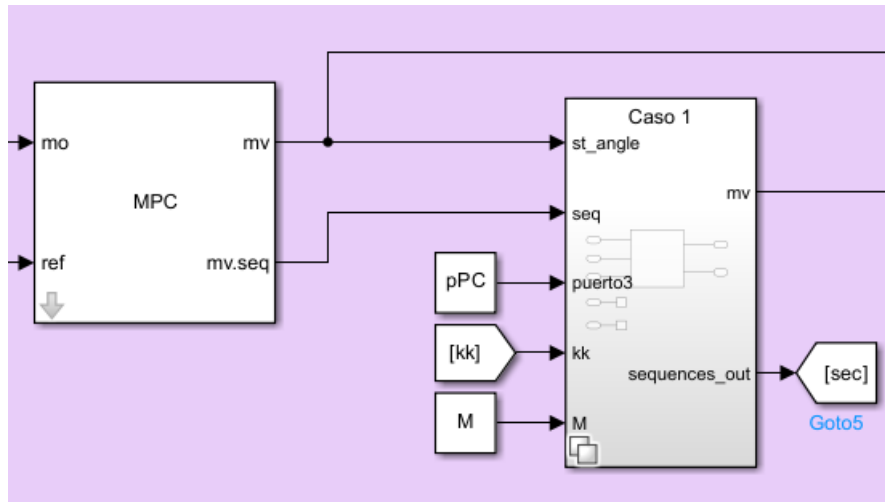 mo
mv
MPC
ref
mv.seq
Caso 1
st_angle
mv
seq
pPC
puerto3
[kk]
kk
sequences_out
[sec]
M
M
Goto5